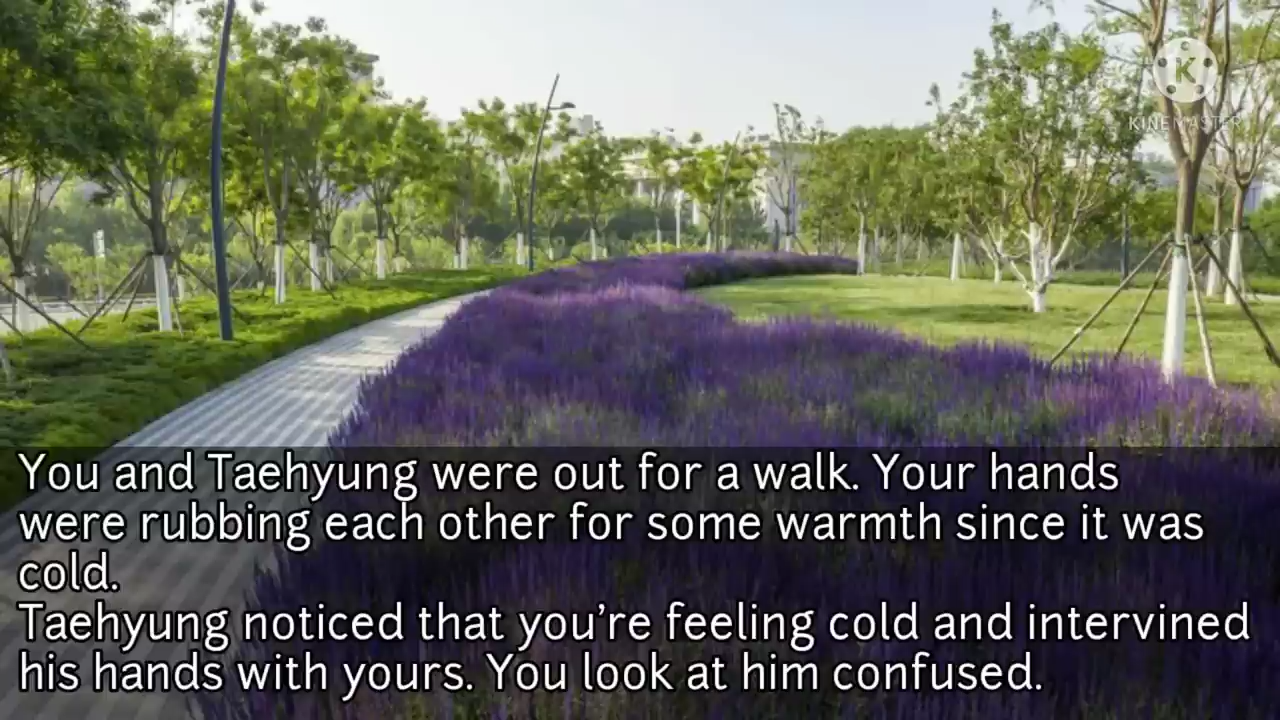 K
KINEMASTER
You and Taehyung were out for a walk. Your hands
were rubbing each other for some warmth since it was
cold.
Taehyung noticed that you're feeling cold and intervined
his hands with yours. You look at him confused.